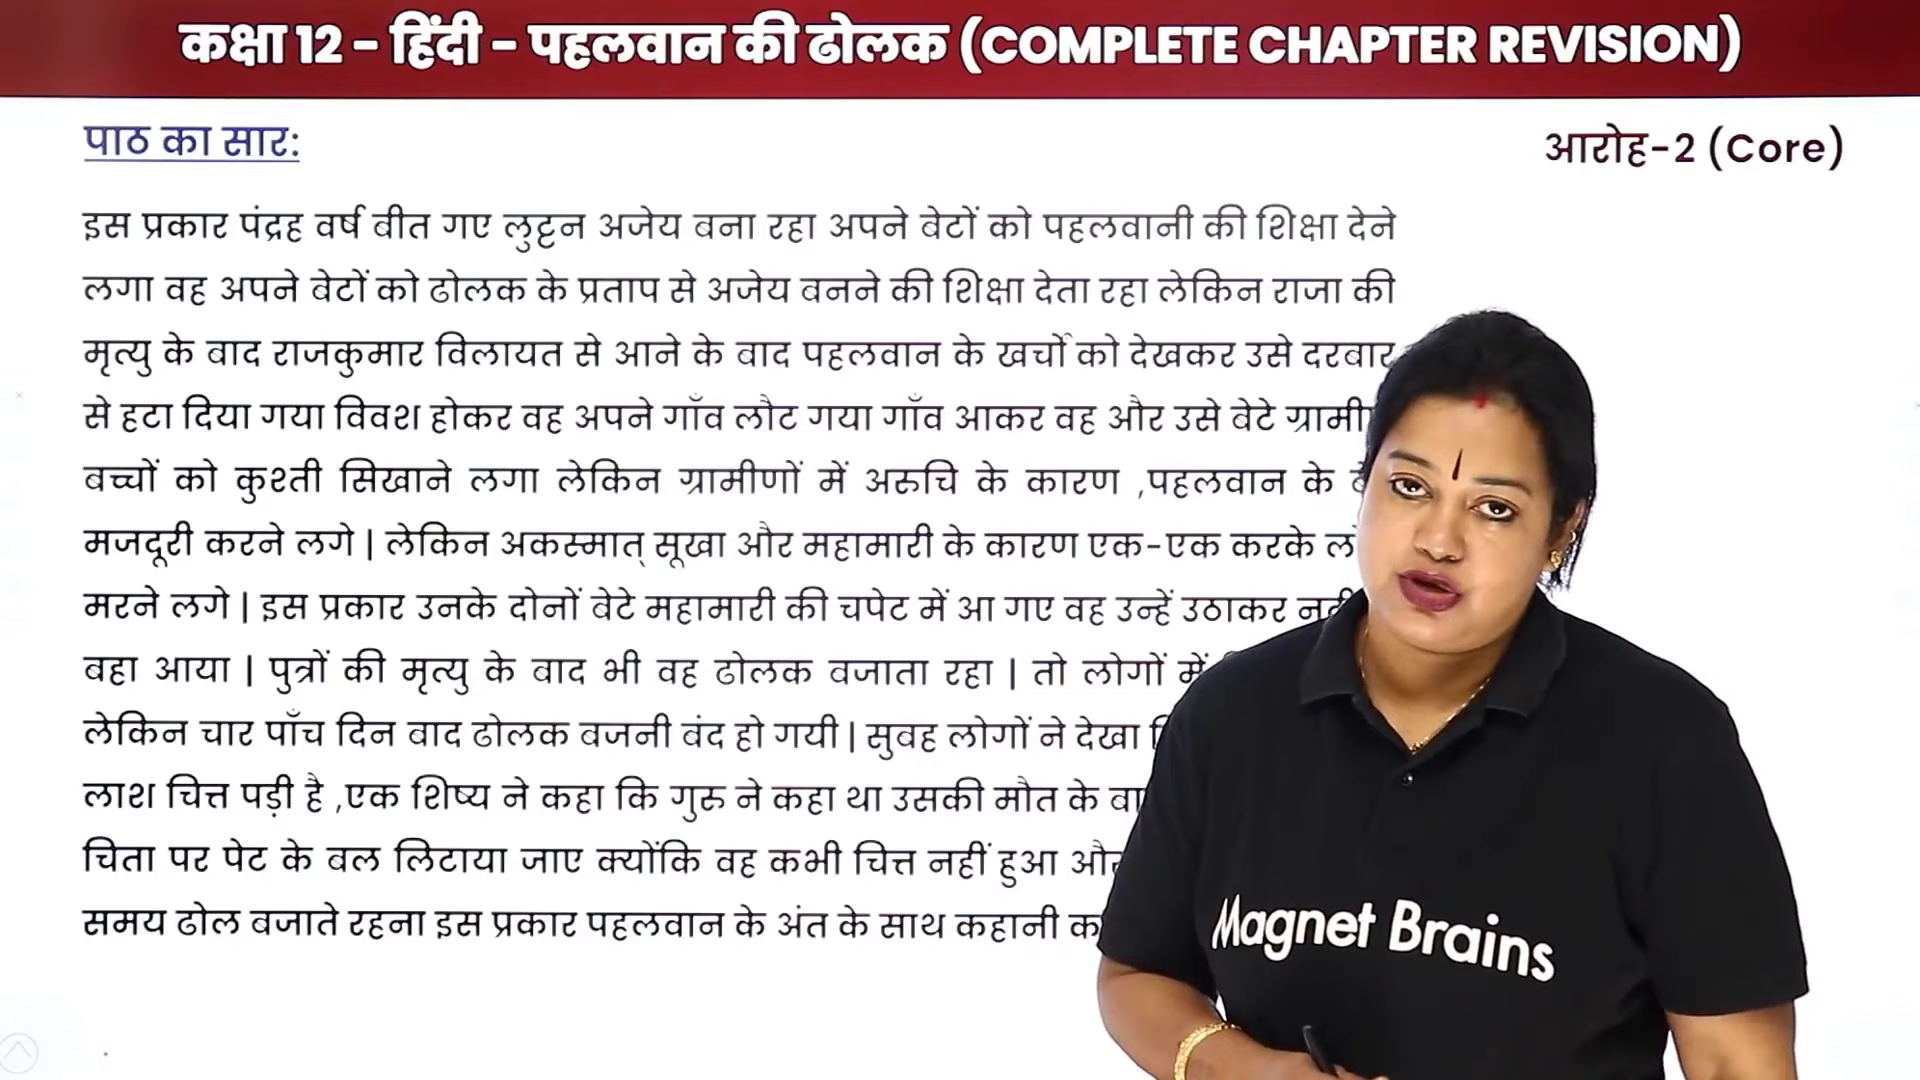 कक्षा 12 - हिंदी - पहलवान की ढोलक (COMPLETE CHAPTER REVISION)
पाठ का सार:
आरोह-2 (Core)
इस प्रकार पंद्रह वर्ष बीत गए लुट्टन अजेय बना रहा अपने बेटों को पहलवानी की शिक्षा देने
लगा वह अपने बेटों को ढोलक के प्रताप से अजेय बनने की शिक्षा देता रहा लेकिन राजा की
मृत्यु के बाद राजकुमार विलायत से आने के बाद पहलवान के खर्चों को देखकर उसे दरबार
से हटा दिया गया विवश होकर वह अपने गाँव लौट गया गाँव आकर वह और उसे बेटे
बच्चों को कुश्ती सिखाने लगा लेकिन ग्रामीणों में अरुचि के कारण ,पहलवान के
मजदूरी करने लगे | लेकिन अकस्मात् सूखा और महामारी के कारण एक-एक करके
मरने लगे | इस प्रकार उनके दोनों बेटे महामारी की चपेट में आ गए वह उन्हें उठाकर
बहा आया | पुत्रों की मृत्यु के बाद भी वह ढोलक बजाता रहा | तो लोगों में
लेकिन चार पाँच दिन बाद ढोलक बजनी बंद हो गयी | सुबह लोगों ने देखा
लाश चित्त पड़ी है ,एक शिष्य ने कहा कि गुरु ने कहा था उसकी मौत के
चिता पर पेट के बल लिटाया जाए क्योंकि वह कभी चित्त नहीं हुआ
समय ढोल बजाते रहना इस प्रकार पहलवान के अंत के साथ कहानी
Magnet Brains